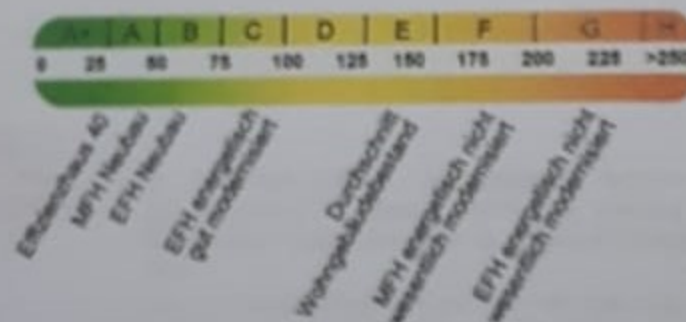 A+ A B C D E F G H
0 25 50 75 100 125 150 175 200 225 >250
Effizienzhaus 40
MFH Neubau
EFH Neubau
EFH energetisch
gut modernisiert
Durchschnitt
Wohngebäudebestand
MFH energetisch nicht
wesentlich modernisiert
EFH energetisch nicht
wesentlich modernisiert